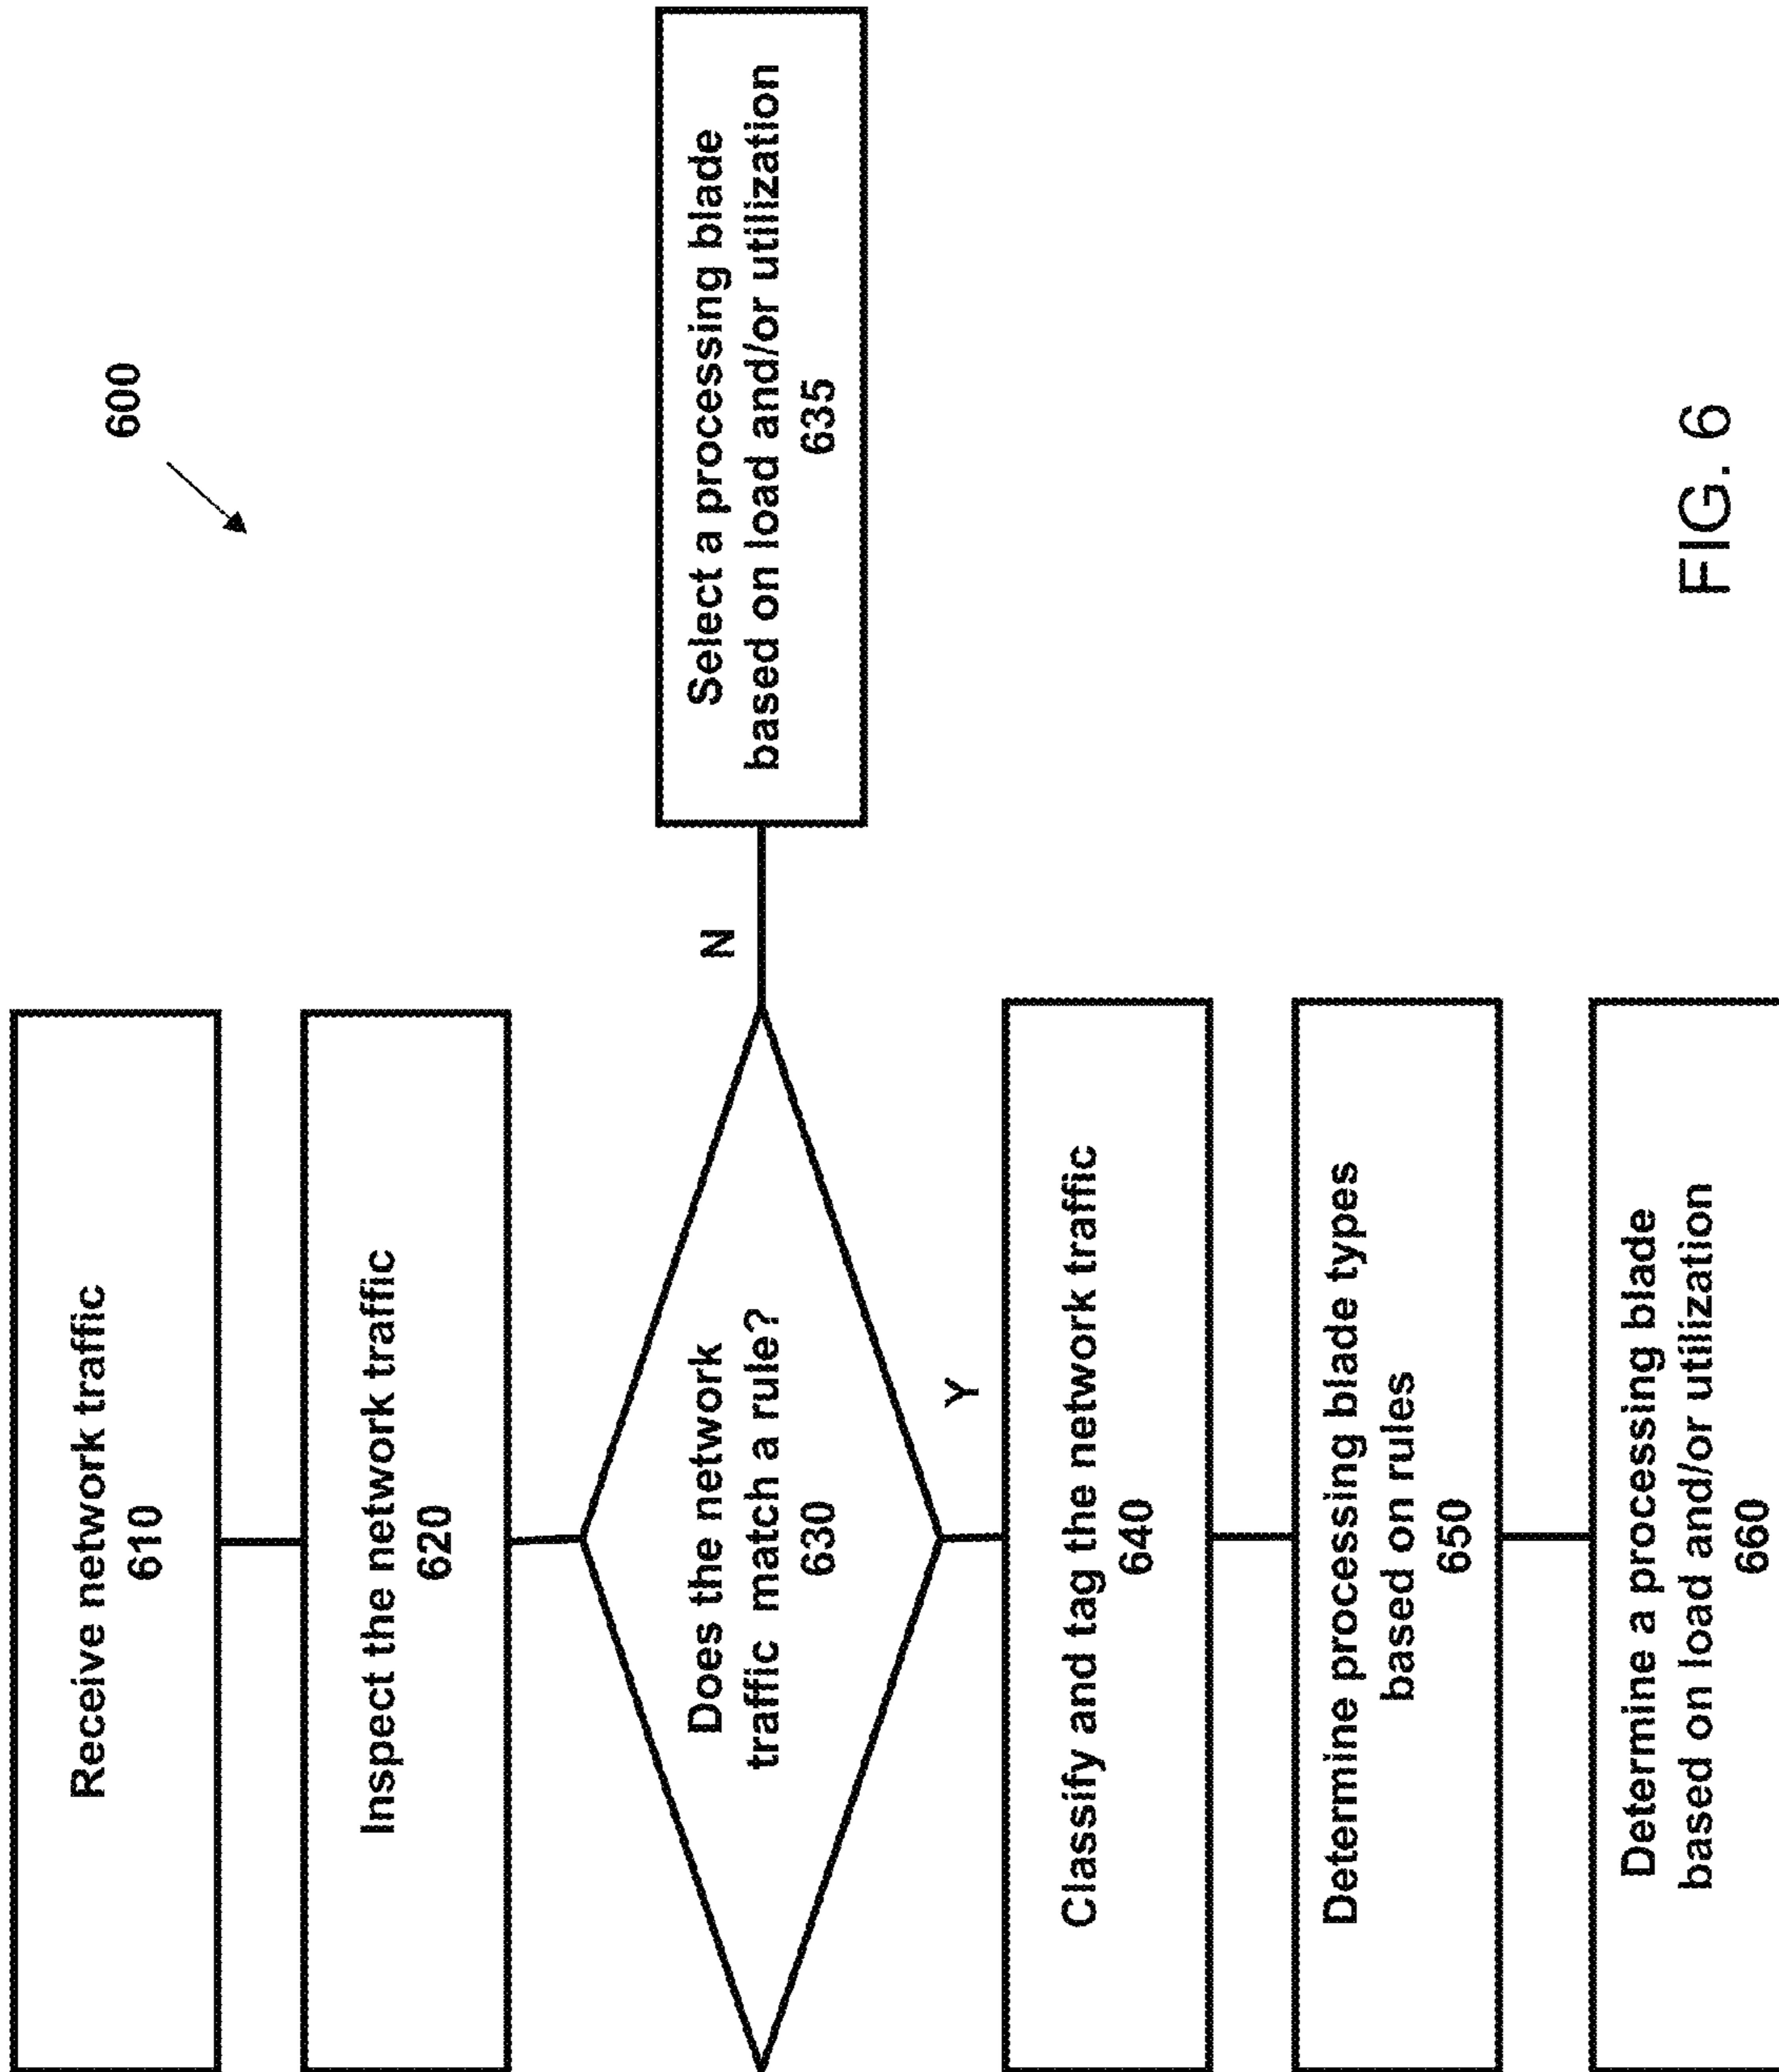 600
Receive network traffic
610
Inspect the network traffic
620
Does the network
traffic match a rule?
630
N
Select a processing blade
based on load and/or utilization
635
Y
Classify and tag the network traffic
640
Determine processing blade types
based on rules
650
Determine a processing blade
based on load and/or utilization
660
FIG. 6